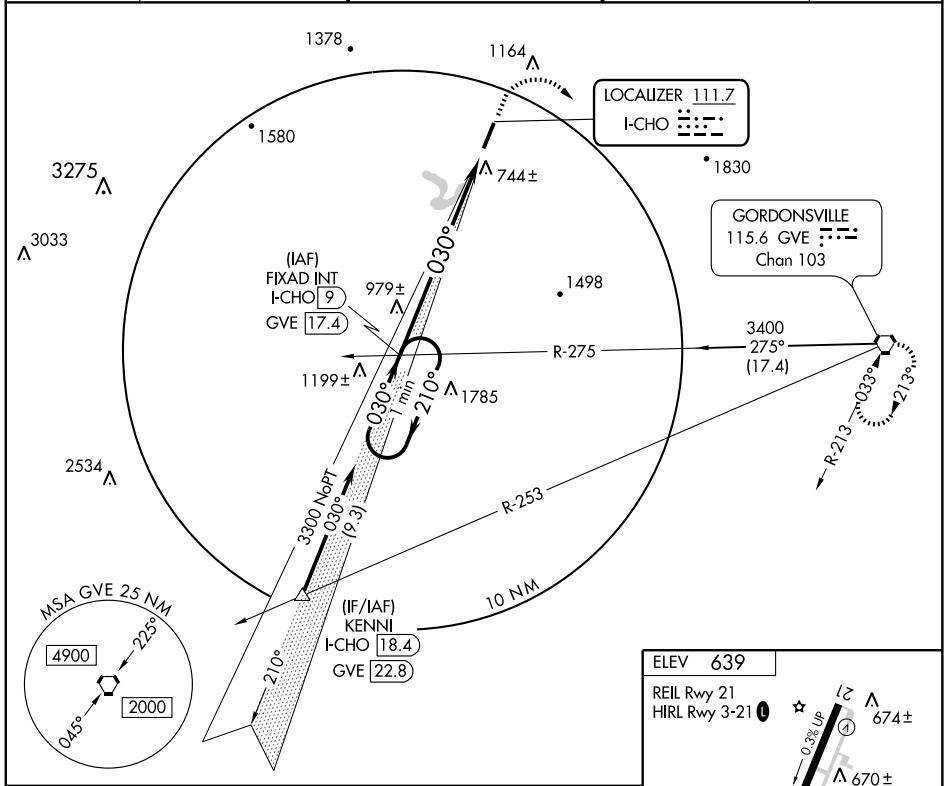 1378
1164
LOCALIZER 111.7
I-CHO
1580
744±
1830
3275
3033
GORDONSVILLE
115.6 GVE
Chan 103
030°
(IAF)
FIXAD INT
I-CHO 9
GVE 17.4
979±
1498
3400
275°
(17.4)
R-275
1199±
030°
1 min
210°
1785
033°
213°
R-213
2534
R-253
3300 NoPT
030°
(9.3)
10 NM
MSA GVE 25 NM
4900
225°
2000
045°
(IF/IAF)
KENNI
I-CHO 18.4
GVE 22.8
210°
ELEV 639
REIL Rwy 21
HIRL Rwy 3-21 L
21
674±
0.3% UP
670±